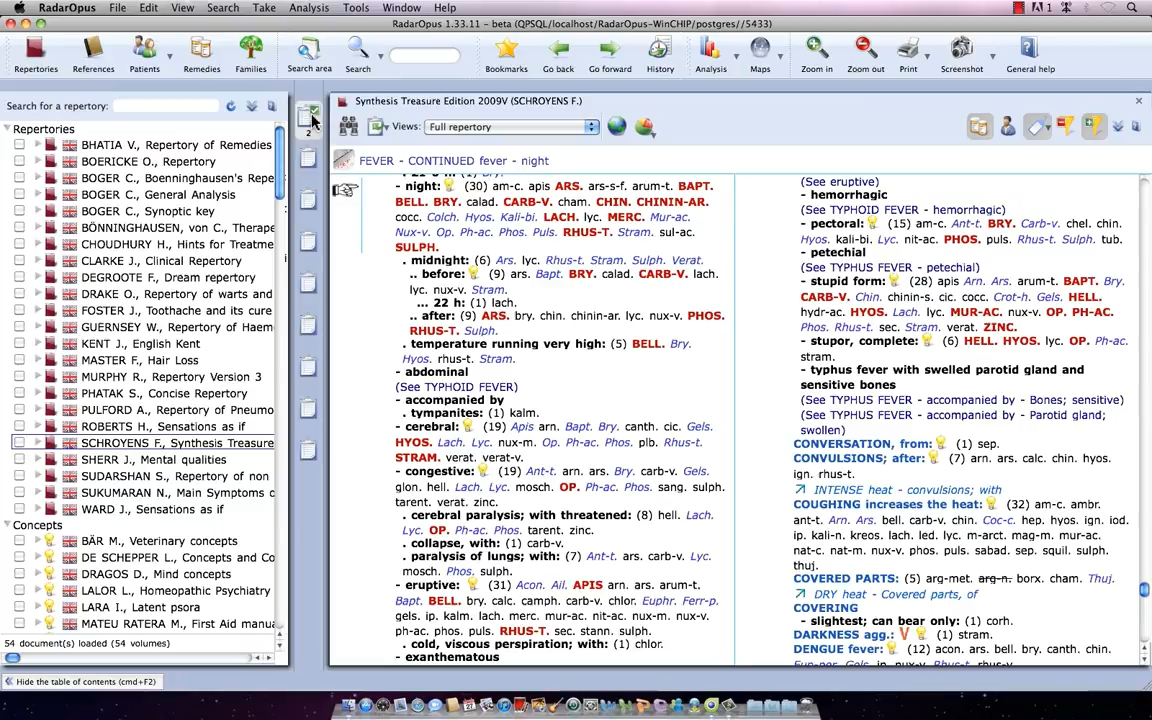 RadarOpus File Edit View Search Take Analysis Tools Window Help
1
RadarOpus 1.33.11 - beta (QPSQL/localhost/RadarOpus-WinCHIP/postgres//5433)
Repertories References Patients Remedies Families Search area Search Bookmarks Go back Go forward History Analysis Maps Zoom in Zoom out Print Screenshot General help
Search for a repertory:
Repertories
BHATIA V., Repertory of Remedies
BOERICKE O., Repertory
BOGER C., Boenninghausen's Repe
BOGER C., General Analysis
BOGER C., Synoptic key
BÖNNINGHAUSEN, von C., Therape
CHOUDHURY H., Hints for Treatme
CLARKE J., Clinical Repertory
DEGROOTE F., Dream repertory
DRAKE O., Repertory of warts and
FOSTER J., Toothache and its cure
GUERNSEY W., Repertory of Haem
KENT J., English Kent
MASTER F., Hair Loss
MURPHY R., Repertory Version 3
PHATAK S., Concise Repertory
PULFORD A., Repertory of Pneumo
ROBERTS H., Sensations as if
SCHROYENS F., Synthesis Treasure
SHERR J., Mental qualities
SUDARSHAN S., Repertory of non
SUKUMARAN N., Main Symptoms o
WARD J., Sensations as if
Concepts
BÄR M., Veterinary concepts
DE SCHEPPER L., Concepts and Co
DRAGOS D., Mind concepts
LALOR L., Homeopathic Psychiatry
LARA I., Latent psora
MATEU RATERA M., First Aid manua
54 document(s) loaded (54 volumes)
Hide the table of contents (cmd+F2)
2
Synthesis Treasure Edition 2009V (SCHROYENS F.)
Views: Full repertory
FEVER - CONTINUED fever - night
- night: (30) am-c. apis ARS. ars-s-f. arum-t. BAPT.
BELL. BRY. calad. CARB-V. cham. CHIN. CHININ-AR.
cocc. Colch. Hyos. Kali-bi. LACH. lyc. MERC. Mur-ac.
Nux-v. Op. Ph-ac. Phos. Puls. RHUS-T. Stram. sul-ac.
SULPH.
. midnight: (6) Ars. lyc. Rhus-t. Stram. Sulph. Verat.
.. before: (9) ars. Bapt. BRY. calad. CARB-V. lach.
lyc. nux-v. Stram.
... 22 h: (1) lach.
.. after: (9) ARS. bry. chin. chinin-ar. lyc. nux-v. PHOS.
RHUS-T. Sulph.
. temperature running very high: (5) BELL. Bry.
Hyos. rhus-t. Stram.
- abdominal
(See TYPHOID FEVER)
- accompanied by
. tympanites: (1) kalm.
- cerebral: (19) Apis arn. Bapt. Bry. canth. cic. Gels.
HYOS. Lach. Lyc. nux-m. Op. Ph-ac. Phos. plb. Rhus-t.
STRAM. verat. verat-v.
- congestive: (19) Ant-t. arn. ars. Bry. carb-v. Gels.
glon. hell. Lach. Lyc. mosch. OP. Ph-ac. Phos. sang. sulph.
tarent. verat. zinc.
. cerebral paralysis; with threatened: (8) hell. Lach.
Lyc. OP. Ph-ac. Phos. tarent. zinc.
. collapse, with: (1) carb-v.
. paralysis of lungs; with: (7) Ant-t. ars. carb-v. Lyc.
mosch. Phos. sulph.
- eruptive: (31) Acon. Ail. APIS arn. ars. arum-t.
Bapt. BELL. bry. calc. camph. carb-v. chlor. Euphr. Ferr-p.
gels. ip. kali-bi. lach. merc. mur-ac. nit-ac. nux-m. nux-v.
ph-ac. phos. puls. RHUS-T. sec. stann. sulph.
. cold, viscous perspiration; with: (1) chlor.
- exanthematous
(See eruptive)
- hemorrhagic
(See TYPHOID FEVER - hemorrhagic)
- pectoral: (15) am-c. Ant-t. BRY. Carb-v. chel. chin.
Hyos. kali-bi. Lyc. nit-ac. PHOS. puls. Rhus-t. Sulph. tub.
- petechial
(See TYPHUS FEVER - petechial)
- stupid form: (28) apis Arn. Ars. arum-t. BAPT. Bry.
CARB-V. Chin. chinin-s. cic. cocc. Crot-h. Gels. HELL.
hydr-ac. HYOS. Lach. lyc. MUR-AC. nux-v. OP. PH-AC.
Phos. Rhus-t. sec. Stram. verat. ZINC.
- stupor, complete: (6) HELL. HYOS. lyc. OP. Ph-ac.
stram.
- typhus fever with swelled parotid gland and
sensitive bones
(See TYPHUS FEVER - accompanied by - Bones; sensitive)
(See TYPHUS FEVER - accompanied by - Parotid gland;
swollen)
CONVERSATION, from: (1) sep.
CONVULSIONS; after: (7) arn. ars. calc. chin. hyos.
ign. rhus-t.
INTENSE heat - convulsions; with
COUGHING increases the heat: (32) am-c. ambr.
ant-t. Arn. Ars. bell. carb-v. chin. Coc-c. hep. hyos. ign. iod.
ip. kali-n. kreos. lach. led. lyc. m-arct. mag-m. mur-ac.
nat-c. nat-m. nux-v. phos. puls. sabad. sep. squil. sulph.
thuj.
COVERED PARTS: (5) arg-met. arg-n. borx. cham. Thuj.
DRY heat - Covered parts, of
COVERING
- slightest; can bear only: (1) corh.
DARKNESS agg.: (1) stram.
DENGUE fever: (12) acon. ars. bell. bry. canth. chin.
Eup-per. Gels. ip. nux-v. Rhus-t. rhus-v.